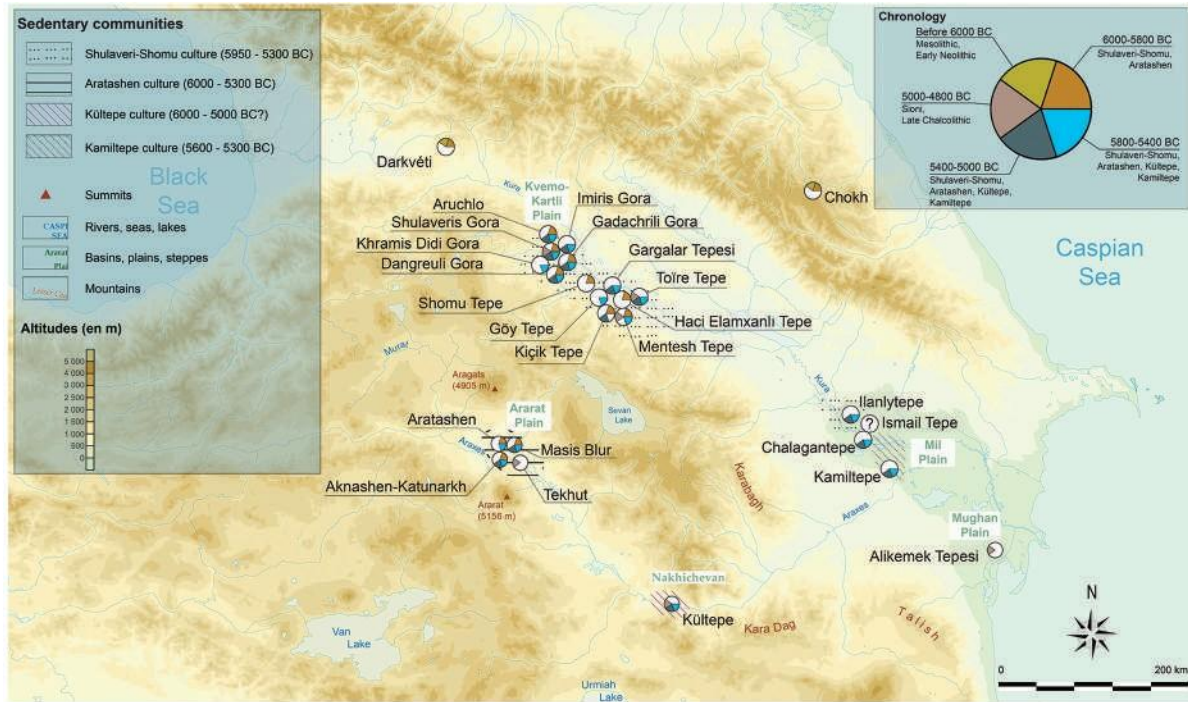 Sedentary communities
Shulaveri-Shomu culture (5950 - 5300 BC)
Aratashen culture (6000 - 5300 BC)
Kültepe culture (6000 - 5000 BC?)
Kamiltepe culture (5600 - 5300 BC)
Black
Sea
Summits
CASPI
SEA
Rivers, seas, lakes
Ararat
Plai
Basins, plains, steppes
Mountains
Altitudes (en m)
5 000
4 000
3 000
2 500
2 000
1 500
1 000
500
0
Chronology
Before 6000 BC
Mesolithic,
Early Neolithic
6000-5800 BC
Shulaveri-Shomu,
Aratashen
5000-4800 BC
Sioni,
Late Chalcolithic
5800-5400 BC
Shulaveri-Shomu,
Aratashen, Kültepe,
Kamiltepe
5400-5000 BC
Shulaveri-Shomu,
Aratashen, Kültepe,
Kamiltepe
Darkvéti
Chokh
Caspian
Sea
Kura
Kvemo-
Kartli
Plain
Imiris Gora
Aruchlo
Gadachrili Gora
Shulaveris Gora
Khramis Didi Gora
Gargalar Tepesi
Dangreuli Gora
Toïre Tepe
Shomu Tepe
Haci Elamxanlı Tepe
Göy Tepe
Mentesh Tepe
Kiçik Tepe
Aragats
(4905 m)
Sevan
Lake
Kura
Ilanlytepe
?
Ismail Tepe
Chalagantepe
Mil
Plain
Kamiltepe
Aratashen
Ararat
Plain
Araxes
Masis Blur
Aknashen-Katunarkh
Tekhut
Ararat
(5156 m)
Karabagh
Araxes
Mughan
Plain
Alikemek Tepesi
Nakhichevan
Kültepe
Kara Dag
Talish
Van
Lake
Urmiah
Lake
N
0
200 km